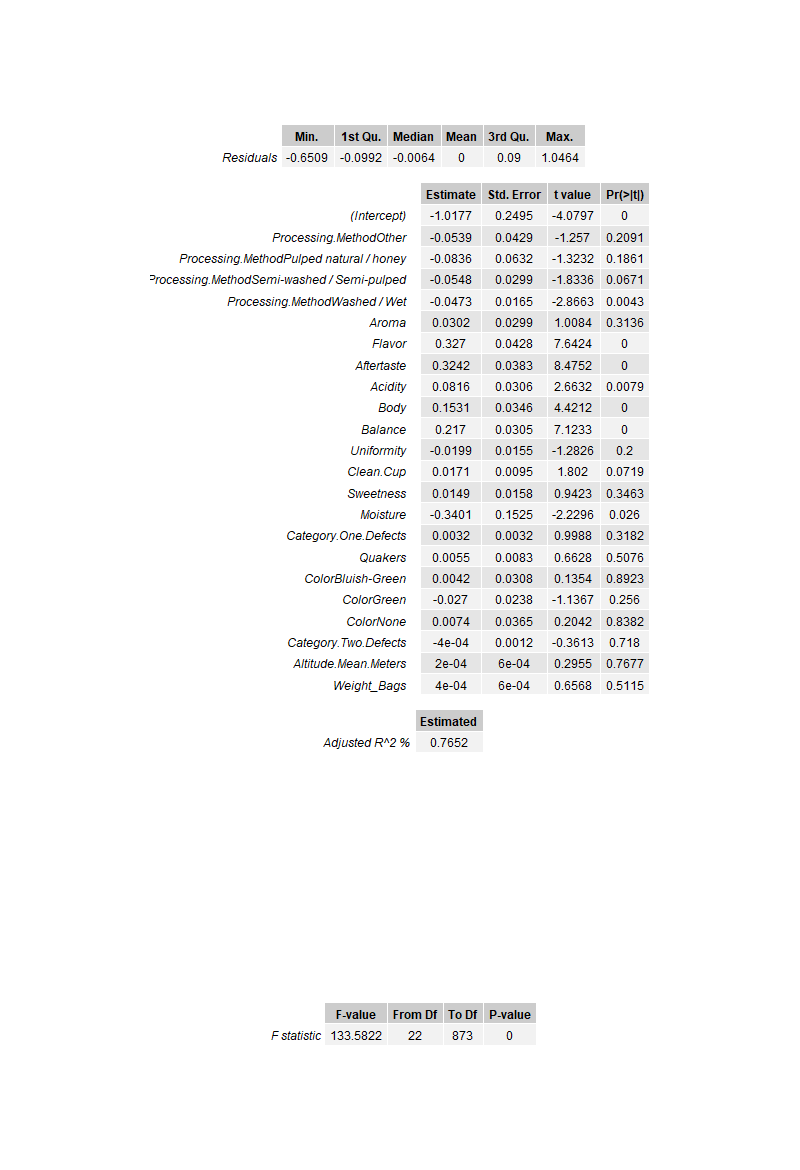 Min. 1st Qu. Median Mean 3rd Qu. Max.
Residuals -0.6509 -0.0992 -0.0064 0 0.09 1.0464
Estimate Std. Error t value Pr(>|t|)
(Intercept) -1.0177 0.2495 -4.0797 0
Processing.MethodOther -0.0539 0.0429 -1.257 0.2091
Processing.MethodPulped natural / honey -0.0836 0.0632 -1.3232 0.1861
Processing.MethodSemi-washed / Semi-pulped -0.0548 0.0299 -1.8336 0.0671
Processing.MethodWashed / Wet -0.0473 0.0165 -2.8663 0.0043
Aroma 0.0302 0.0299 1.0084 0.3136
Flavor 0.327 0.0428 7.6424 0
Aftertaste 0.3242 0.0383 8.4752 0
Acidity 0.0816 0.0306 2.6632 0.0079
Body 0.1531 0.0346 4.4212 0
Balance 0.217 0.0305 7.1233 0
Uniformity -0.0199 0.0155 -1.2826 0.2
Clean.Cup 0.0171 0.0095 1.802 0.0719
Sweetness 0.0149 0.0158 0.9423 0.3463
Moisture -0.3401 0.1525 -2.2296 0.026
Category.One.Defects 0.0032 0.0032 0.9988 0.3182
Quakers 0.0055 0.0083 0.6628 0.5076
ColorBluish-Green 0.0042 0.0308 0.1354 0.8923
ColorGreen -0.027 0.0238 -1.1367 0.256
ColorNone 0.0074 0.0365 0.2042 0.8382
Category.Two.Defects -4e-04 0.0012 -0.3613 0.718
Altitude.Mean.Meters 2e-04 6e-04 0.2955 0.7677
Weight_Bags 4e-04 6e-04 0.6568 0.5115
Estimated
Adjusted R^2 % 0.7652
F-value From Df To Df P-value
F statistic 133.5822 22 873 0